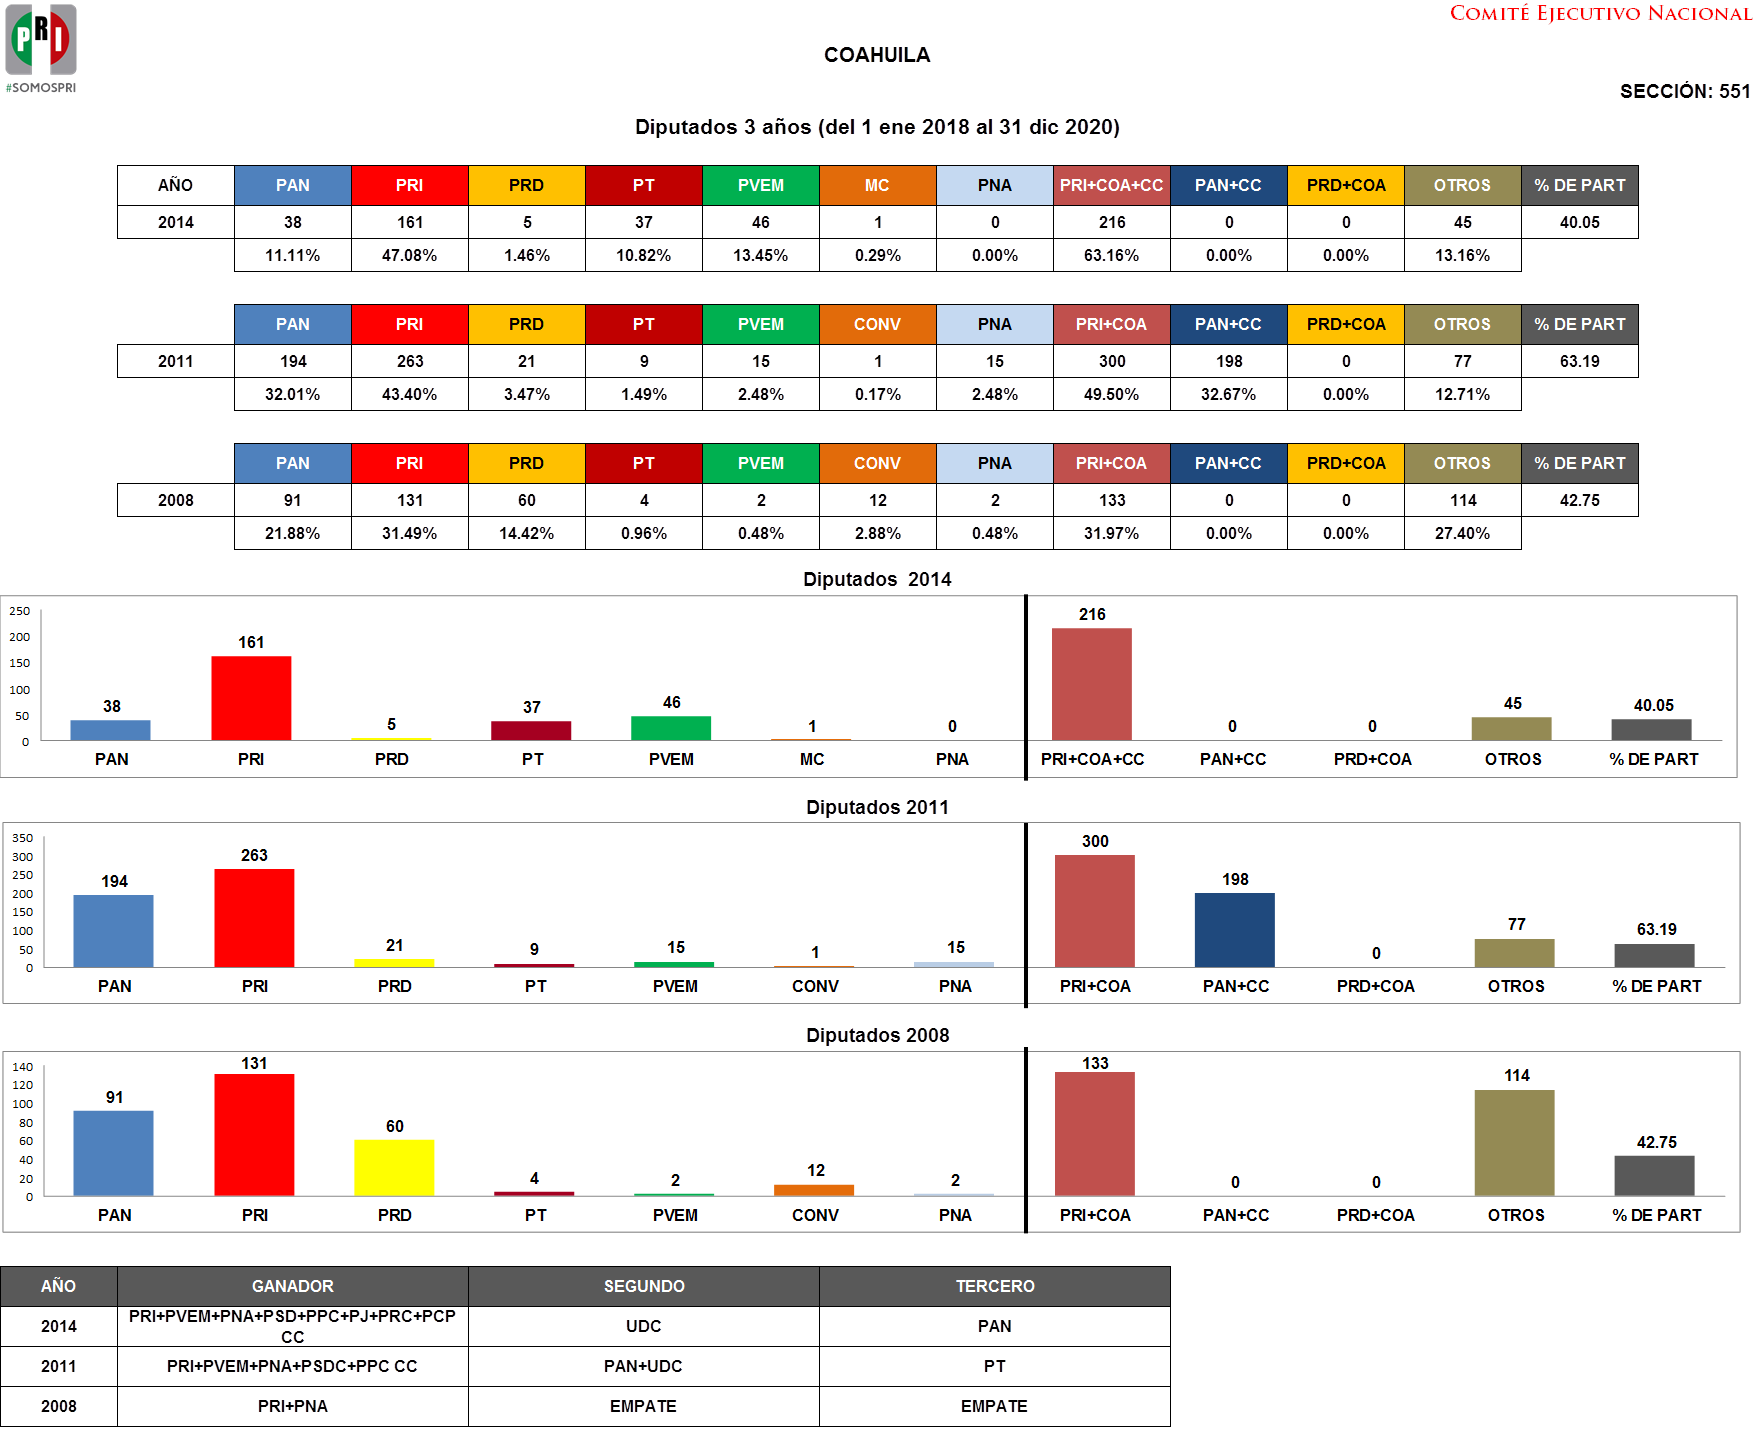 COMITÉ EJECUTIVO NACIONAL
PRI
#SOMOSPRI
COAHUILA
SECCIÓN: 551
Diputados 3 años (del 1 ene 2018 al 31 dic 2020)
AÑO PAN PRI PRD PT PVEM MC PNA PRI+COA+CC PAN+CC PRD+COA OTROS % DE PART
2014 38 161 5 37 46 1 0 216 0 0 45 40.05
11.11% 47.08% 1.46% 10.82% 13.45% 0.29% 0.00% 63.16% 0.00% 0.00% 13.16%
PAN PRI PRD PT PVEM CONV PNA PRI+COA PAN+CC PRD+COA OTROS % DE PART
2011 194 263 21 9 15 1 15 300 198 0 77 63.19
32.01% 43.40% 3.47% 1.49% 2.48% 0.17% 2.48% 49.50% 32.67% 0.00% 12.71%
PAN PRI PRD PT PVEM CONV PNA PRI+COA PAN+CC PRD+COA OTROS % DE PART
2008 91 131 60 4 2 12 2 133 0 0 114 42.75
21.88% 31.49% 14.42% 0.96% 0.48% 2.88% 0.48% 31.97% 0.00% 0.00% 27.40%
Diputados 2014
250
200
150
100
50
0
38 161 5 37 46 1 0 216 0 0 45 40.05
PAN PRI PRD PT PVEM MC PNA PRI+COA+CC PAN+CC PRD+COA OTROS % DE PART
Diputados 2011
350
300
250
200
150
100
50
0
194 263 21 9 15 1 15 300 198 0 77 63.19
PAN PRI PRD PT PVEM CONV PNA PRI+COA PAN+CC PRD+COA OTROS % DE PART
Diputados 2008
140
120
100
80
60
40
20
0
91 131 60 4 2 12 2 133 0 0 114 42.75
PAN PRI PRD PT PVEM CONV PNA PRI+COA PAN+CC PRD+COA OTROS % DE PART
AÑO GANADOR SEGUNDO TERCERO
2014 PRI+PVEM+PNA+PSD+PPC+PJ+PRC+PCP UDC PAN
CC
2011 PRI+PVEM+PNA+PSDC+PPC CC PAN+UDC PT
2008 PRI+PNA EMPATE EMPATE